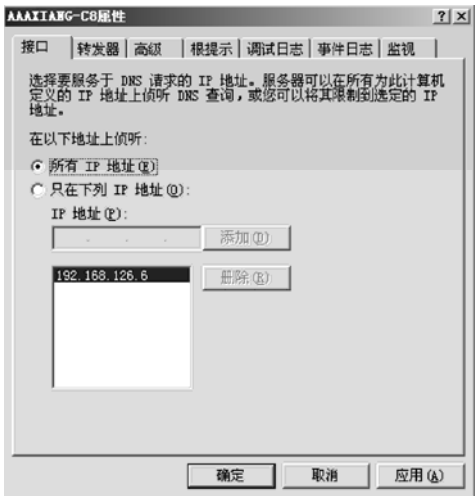 AAAXIANG-C8属性
接口 转发器 高级 根提示 调试日志 事件日志 监视
选择要服务于 DNS 请求的 IP 地址。服务器可以在所有为此计算机
定义的 IP 地址上侦听 DNS 查询,或您可以将其限制到选定的 IP
地址。
在以下地址上侦听:
所有 IP 地址(E)
只在下列 IP 地址(O):
IP 地址(P):
添加(D)
192.168.126.6
删除(R)
确定 取消 应用(A)